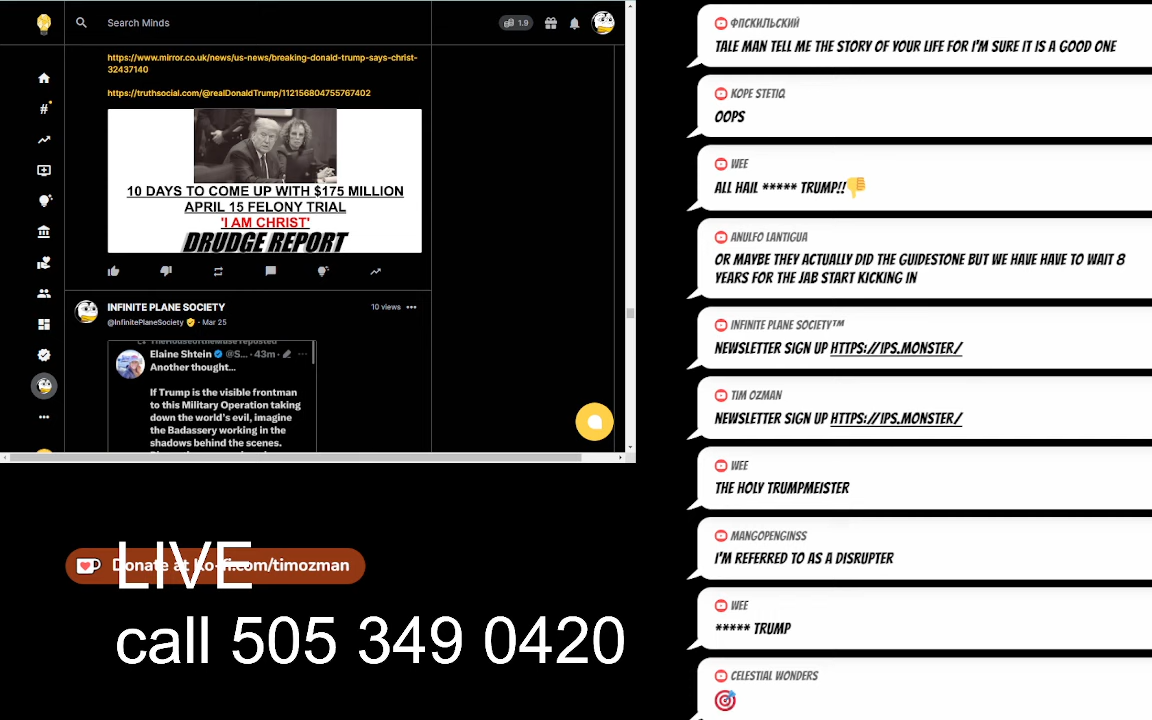 Search Minds
1.9
https://www.mirror.co.uk/news/us-news/breaking-donald-trump-says-christ-
32437140
https://truthsocial.com/@realDonaldTrump/112156804755767402
10 DAYS TO COME UP WITH $175 MILLION
APRIL 15 FELONY TRIAL
'I AM CHRIST'
DRUDGE REPORT
INFINITE PLANE SOCIETY
10 views
@InfinitePlaneSociety · Mar 25
Elaine Shtein @S... · 43m ·
Another thought...
If Trump is the visible frontman
to this Military Operation taking
down the world's evil, imagine
the Badassery working in the
shadows behind the scenes.
LIVE
Donate at ko-fi.com/timozman
call 505 349 0420
ФПСКИЛЬСКИЙ
TALE MAN TELL ME THE STORY OF YOUR LIFE FOR I'M SURE IT IS A GOOD ONE
KOPE STETIQ
OOPS
WEE
ALL HAIL ***** TRUMP!!👎
ANULFO LANTIGUA
OR MAYBE THEY ACTUALLY DID THE GUIDESTONE BUT WE HAVE HAVE TO WAIT 8
YEARS FOR THE JAB START KICKING IN
INFINITE PLANE SOCIETY™
NEWSLETTER SIGN UP HTTPS://IPS.MONSTER/
TIM OZMAN
NEWSLETTER SIGN UP HTTPS://IPS.MONSTER/
WEE
THE HOLY TRUMPMEISTER
MANGOPENGINSS
I'M REFERRED TO AS A DISRUPTER
WEE
***** TRUMP
CELESTIAL WONDERS
🎯